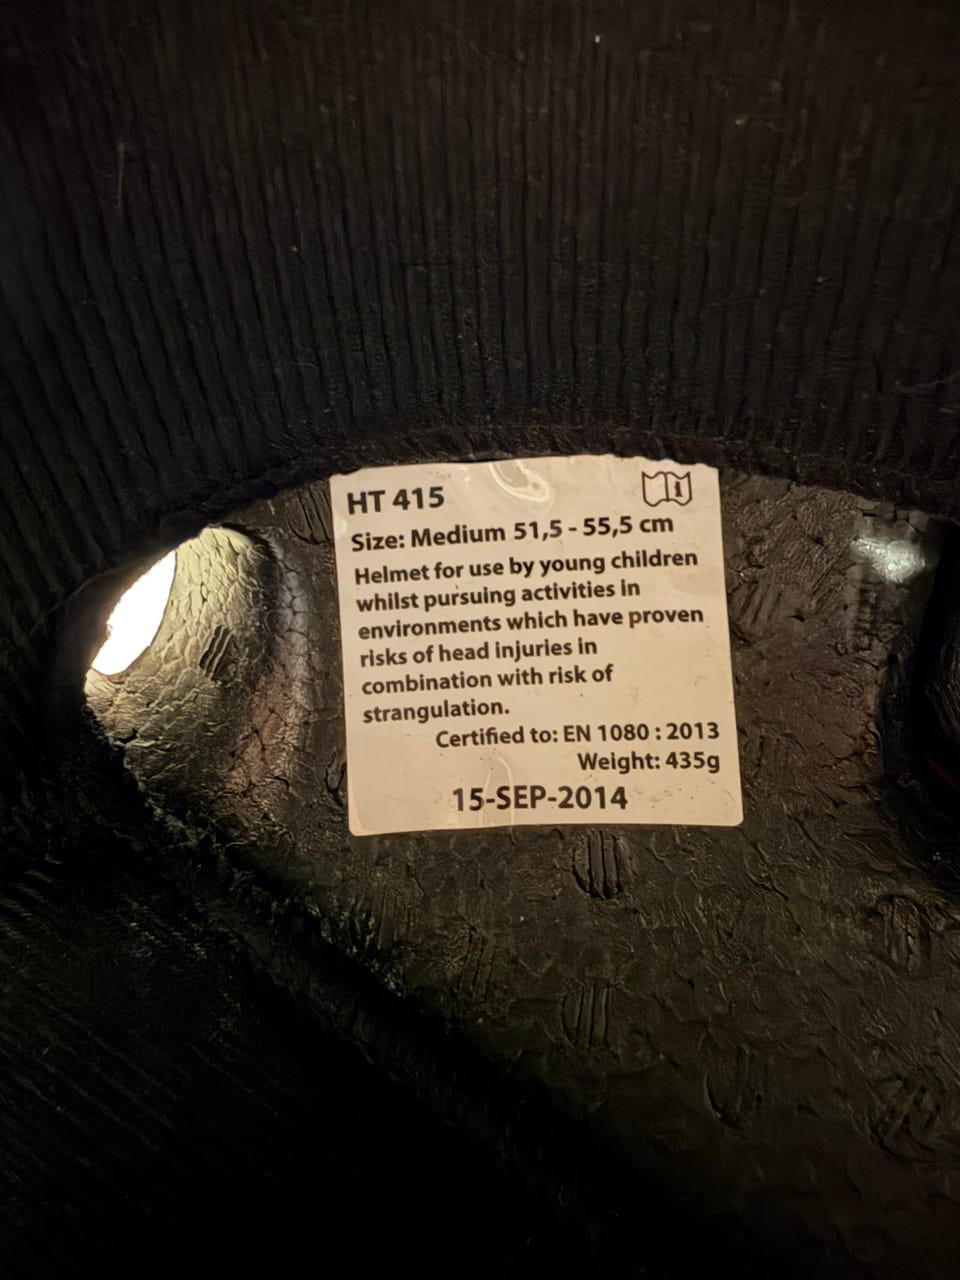 HT 415
Size: Medium 51,5 - 55,5 cm
Helmet for use by young children
whilst pursuing activities in
environments which have proven
risks of head injuries in
combination with risk of
strangulation.
Certified to: EN 1080 : 2013
Weight: 435g
15-SEP-2014